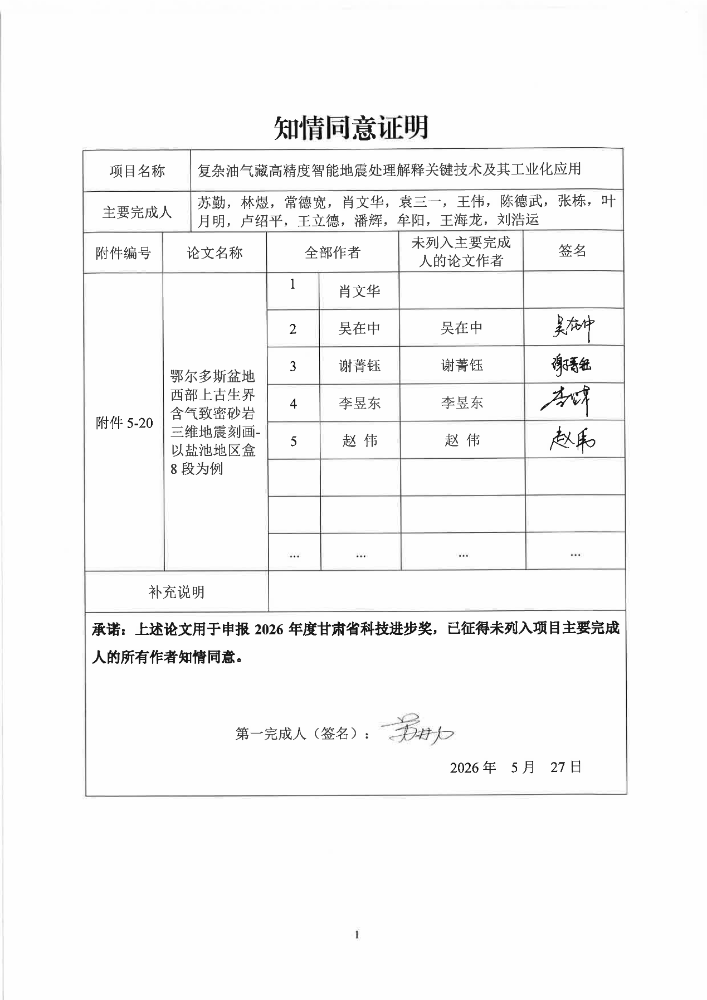 知情同意证明
项目名称
复杂油气藏高精度智能地震处理解释关键技术及其工业化应用
主要完成人
苏勤，林煜，常德宽，肖文华，袁三一，王伟，陈德武，张栋，叶
月明，卢绍平，王立德，潘辉，牟阳，王海龙，刘浩运
附件编号
论文名称
全部作者
未列入主要完成
人的论文作者
签名
附件 5-20
鄂尔多斯盆地
西部上古生界
含气致密砂岩
三维地震刻画-
以盐池地区盒
8 段为例
1 肖文华
2 吴在中 吴在中 吴在中
3 谢菁钰 谢菁钰 谢菁钰
4 李昱东 李昱东
5 赵 伟 赵 伟 赵伟
... ... ... ...
补充说明
承诺：上述论文用于申报 2026 年度甘肃省科技进步奖，已征得未列入项目主要完成
人的所有作者知情同意。
第一完成人（签名）：苏勤
2026 年 5 月 27 日
1